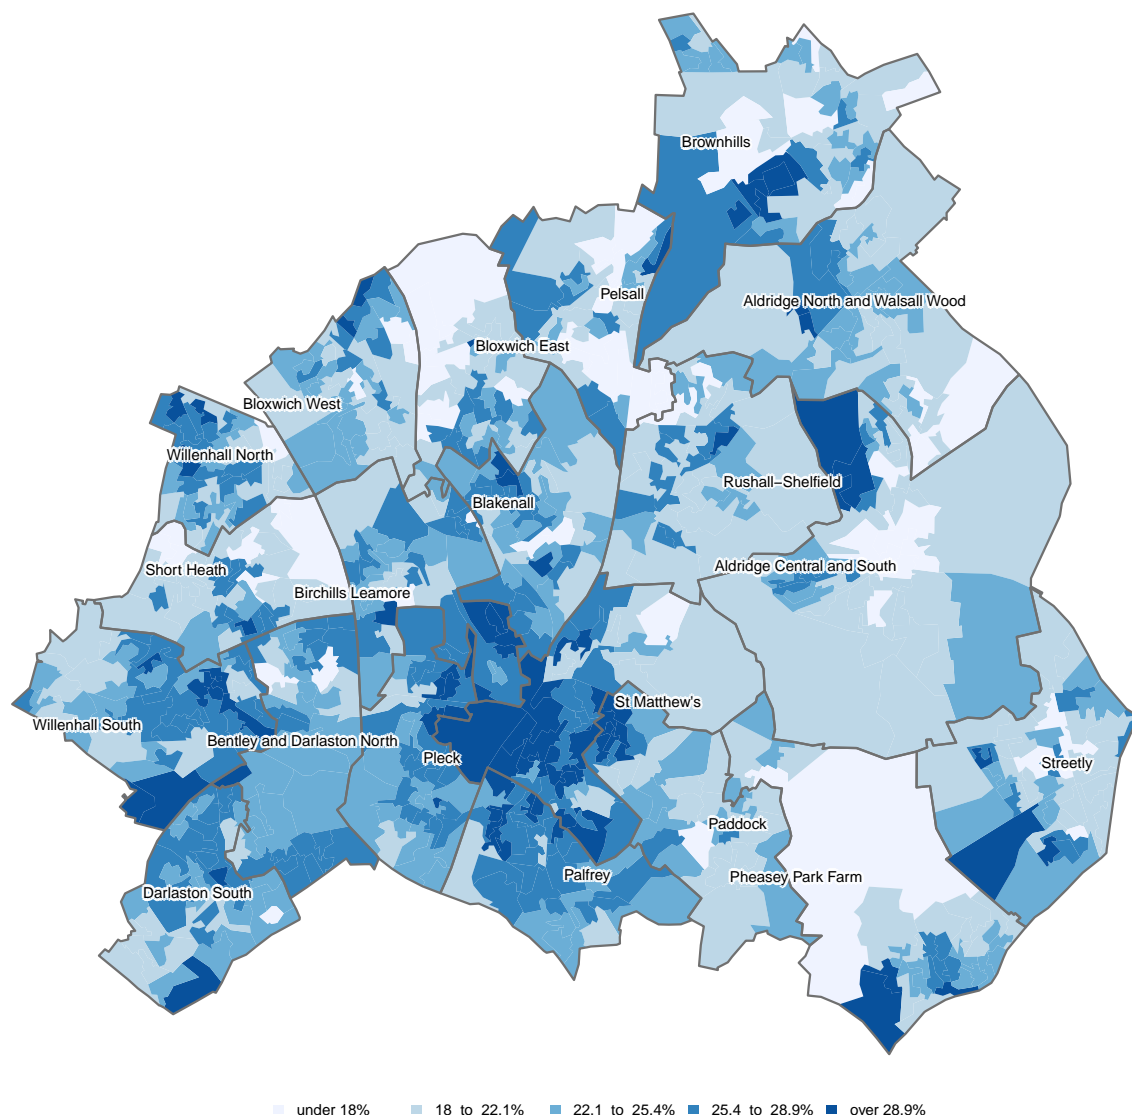 Brownhills
Pelsall
Aldridge North and Walsall Wood
Bloxwich East
Bloxwich West
Willenhall North
Rushall−Shelfield
Blakenall
Short Heath
Aldridge Central and South
Birchills Leamore
St Matthew's
Willenhall South
Bentley and Darlaston North
Pleck
Streetly
Paddock
Palfrey
Pheasey Park Farm
Darlaston South
under 18% 18 to 22.1% 22.1 to 25.4% 25.4 to 28.9% over 28.9%